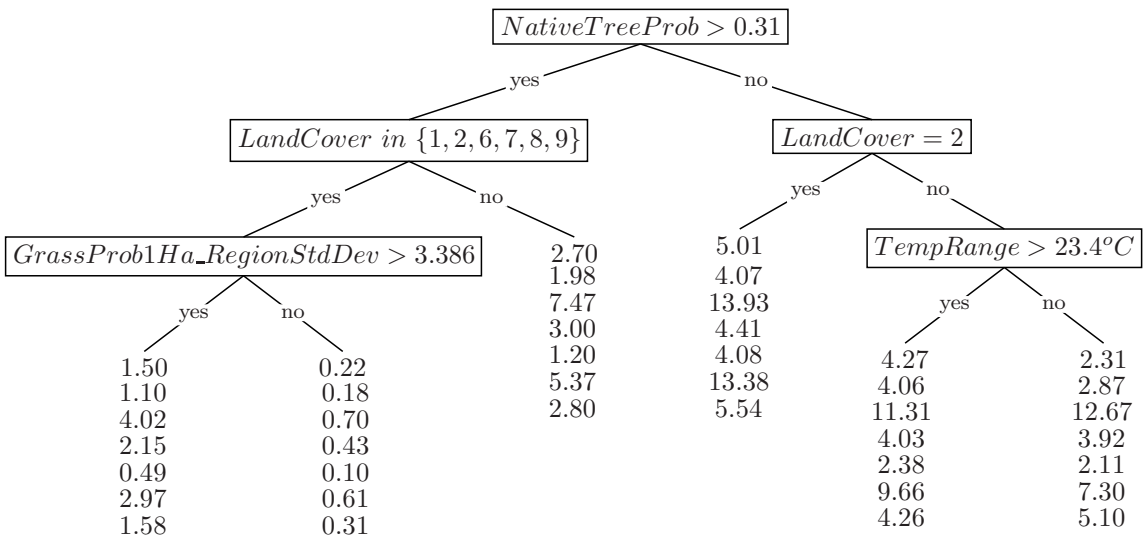 NativeTreeProb > 0.31
yes
no
LandCover in {1, 2, 6, 7, 8, 9}
LandCover = 2
yes
no
yes
no
GrassProb1Ha_RegionStdDev > 3.386
2.70
1.98
7.47
3.00
1.20
5.37
2.80
5.01
4.07
13.93
4.41
4.08
13.38
5.54
TempRange > 23.4°C
yes
no
yes
no
1.50
1.10
4.02
2.15
0.49
2.97
1.58
0.22
0.18
0.70
0.43
0.10
0.61
0.31
4.27
4.06
11.31
4.03
2.38
9.66
4.26
2.31
2.87
12.67
3.92
2.11
7.30
5.10